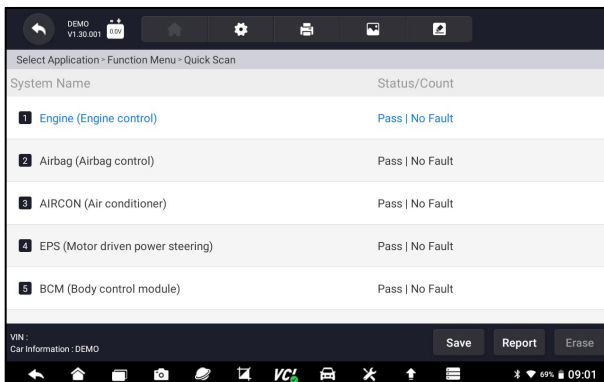 DEMO
V1.30.001
0.0V
Select Application > Function Menu > Quick Scan
System Name Status/Count
1 Engine (Engine control) Pass | No Fault
2 Airbag (Airbag control) Pass | No Fault
3 AIRCON (Air conditioner) Pass | No Fault
4 EPS (Motor driven power steering) Pass | No Fault
5 BCM (Body control module) Pass | No Fault
VIN :
Car Information : DEMO
Save Report Erase
VCI 69% 09:01